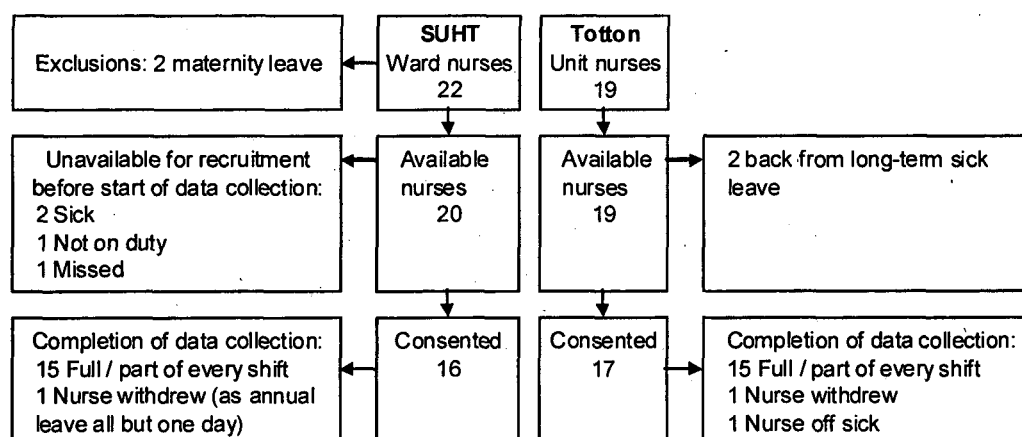 Exclusions: 2 maternity leave
SUHT
Ward nurses
22
Totton
Unit nurses
19
Unavailable for recruitment
before start of data collection:
2 Sick
1 Not on duty
1 Missed
Available
nurses
20
Available
nurses
19
2 back from long-term sick
leave
Completion of data collection:
15 Full / part of every shift
1 Nurse withdrew (as annual
leave all but one day)
Consented
16
Consented
17
Completion of data collection:
15 Full / part of every shift
1 Nurse withdrew
1 Nurse off sick